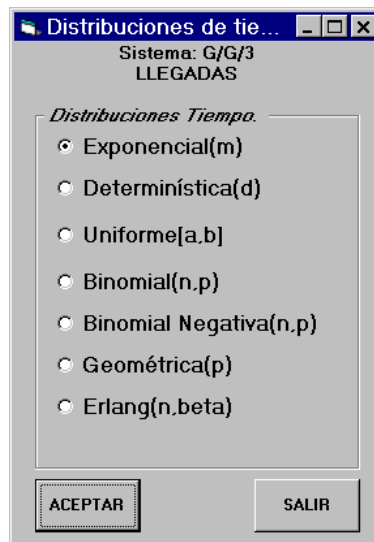 Distribuciones de tie...
Sistema: G/G/3
LLEGADAS
Distribuciones Tiempo.
Exponencial(m)
Determinística(d)
Uniforme[a,b]
Binomial(n,p)
Binomial Negativa(n,p)
Geométrica(p)
Erlang(n,beta)
ACEPTAR SALIR